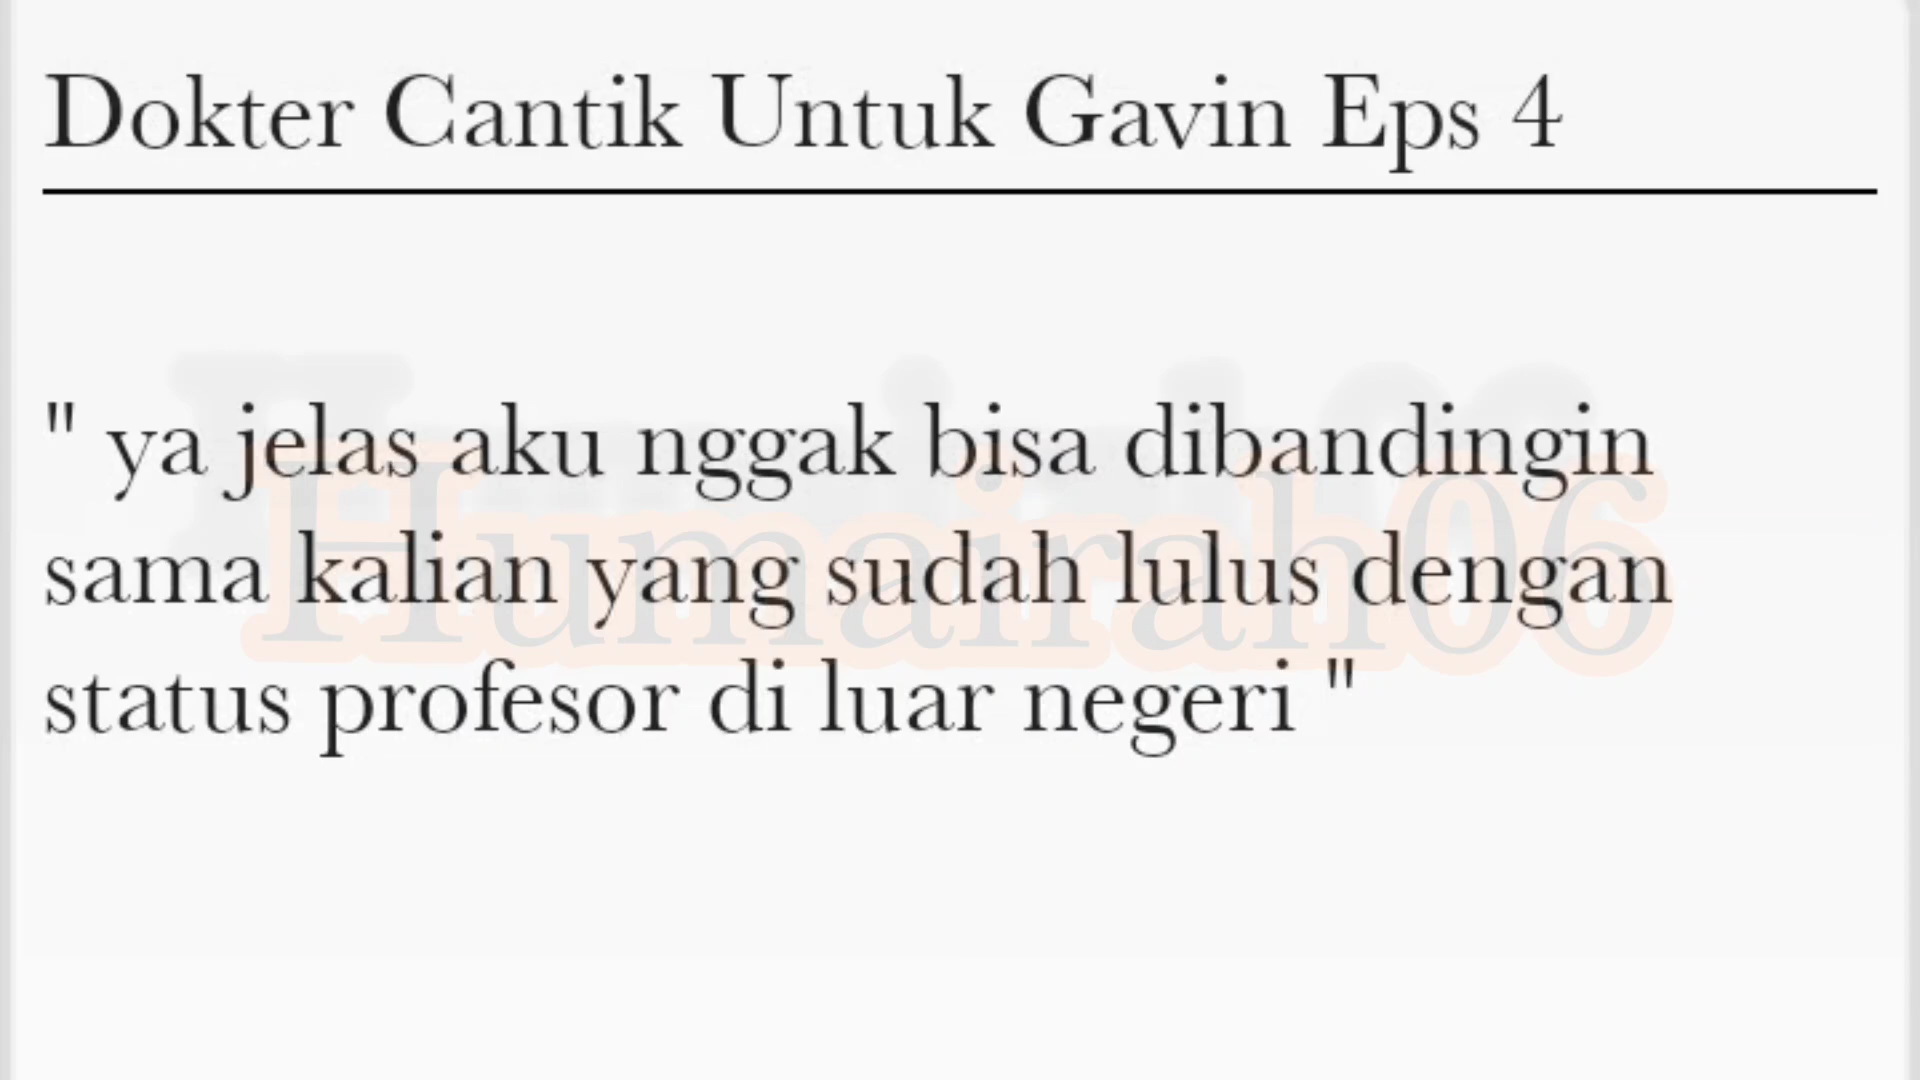 Dokter Cantik Untuk Gavin Eps 4
" ya jelas aku nggak bisa dibandingin
sama kalian yang sudah lulus dengan
status profesor di luar negeri "
Humairah06